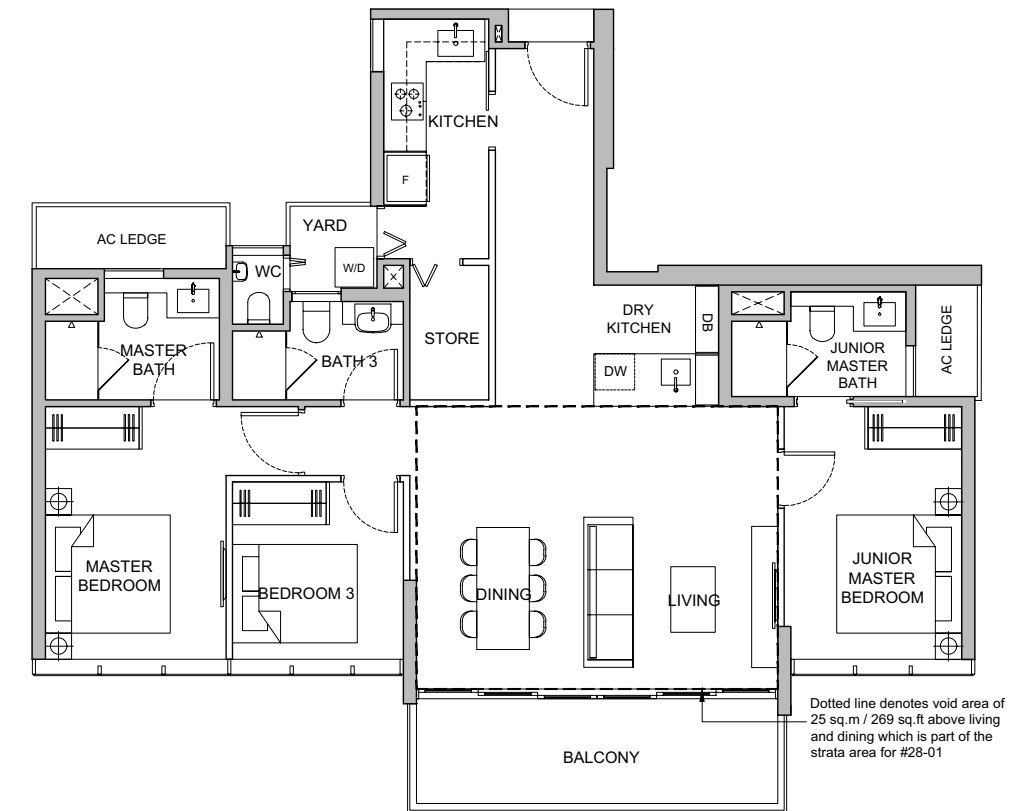 KITCHEN
F
YARD
AC LEDGE
WC
W/D
MASTER
BATH
BATH 3
STORE
DRY
KITCHEN
DB
DW
JUNIOR
MASTER
BATH
AC LEDGE
MASTER
BEDROOM
BEDROOM 3
DINING
LIVING
JUNIOR
MASTER
BEDROOM
BALCONY
Dotted line denotes void area of
25 sq.m / 269 sq.ft above living
and dining which is part of the
strata area for #28-01